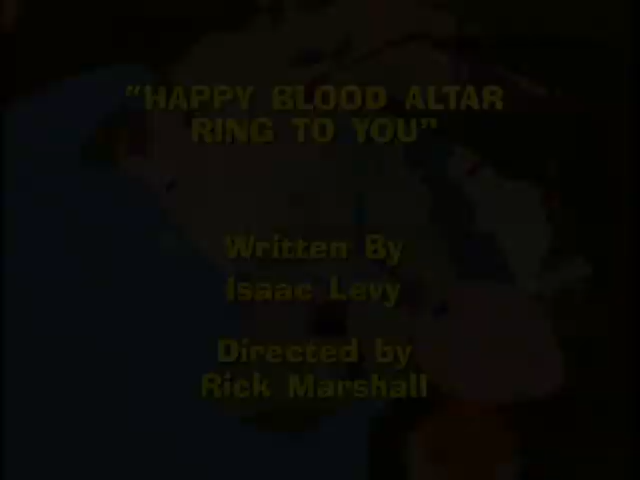 "HAPPY BLOOD ALTAR
RING TO YOU"
Written By
Isaac Levy
Directed by
Rick Marshall